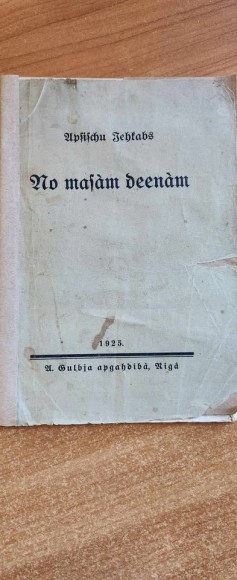 Apsischu Jehkabs
No masàm deenàm
1925.
A. Gulbja apgahdibâ, Rigâ